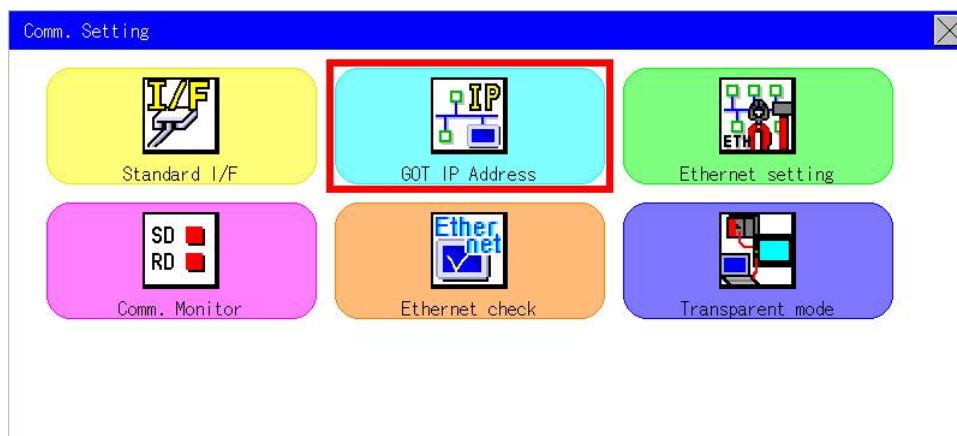 Comm. Setting
I/F
Standard I/F
IP
GOT IP Address
ETH
Ethernet setting
SD
RD
Comm. Monitor
Ether
net
Ethernet check
Transparent mode